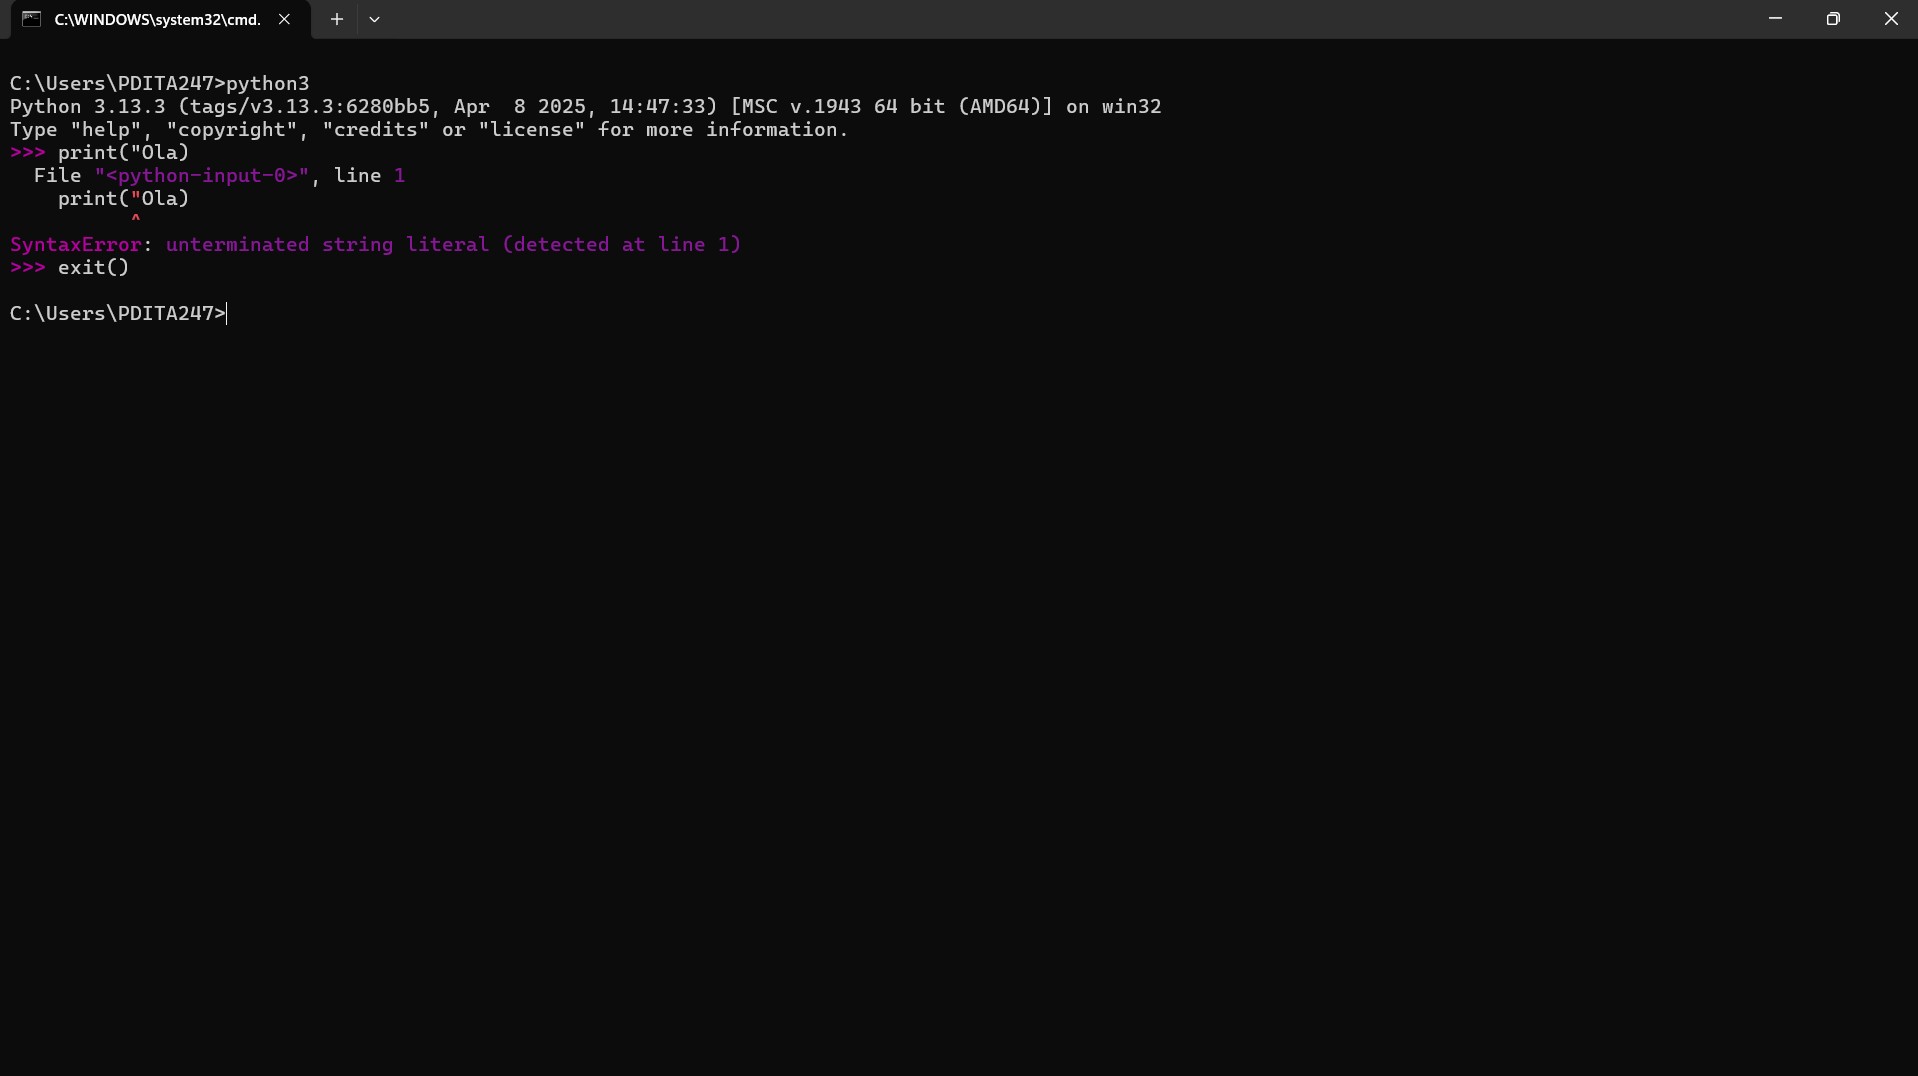 C:\WINDOWS\system32\cmd.
C:\Users\PDITA247>python3
Python 3.13.3 (tags/v3.13.3:6280bb5, Apr  8 2025, 14:47:33) [MSC v.1943 64 bit (AMD64)] on win32
Type "help", "copyright", "credits" or "license" for more information.
>>> print("Ola)
  File "<python-input-0>", line 1
    print("Ola)
          ^
SyntaxError: unterminated string literal (detected at line 1)
>>> exit()
C:\Users\PDITA247>